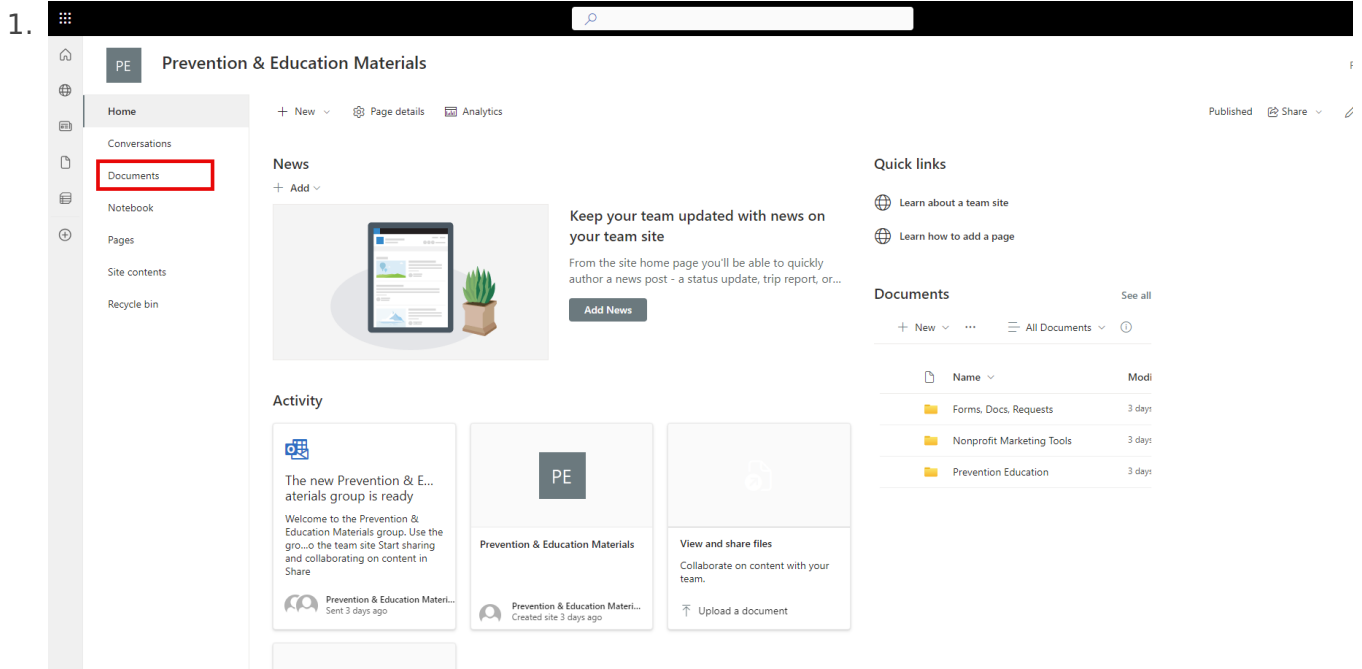 1.
PE
Prevention & Education Materials
Home
Conversations
Documents
Notebook
Pages
Site contents
Recycle bin
New
Page details
Analytics
Published
Share
News
Add
Keep your team updated with news on
your team site
From the site home page you'll be able to quickly
author a news post - a status update, trip report, or...
Add News
Quick links
Learn about a team site
Learn how to add a page
Documents
See all
New
All Documents
Name
Modi
Forms, Docs, Requests
3 days
Nonprofit Marketing Tools
3 days
Prevention Education
3 days
Activity
The new Prevention & E...
aterials group is ready
Welcome to the Prevention &
Education Materials group. Use the
gro...o the team site Start sharing
and collaborating on content in
Share
Prevention & Education Materi...
Sent 3 days ago
PE
Prevention & Education Materials
Prevention & Education Materi...
Created site 3 days ago
View and share files
Collaborate on content with your
team.
Upload a document